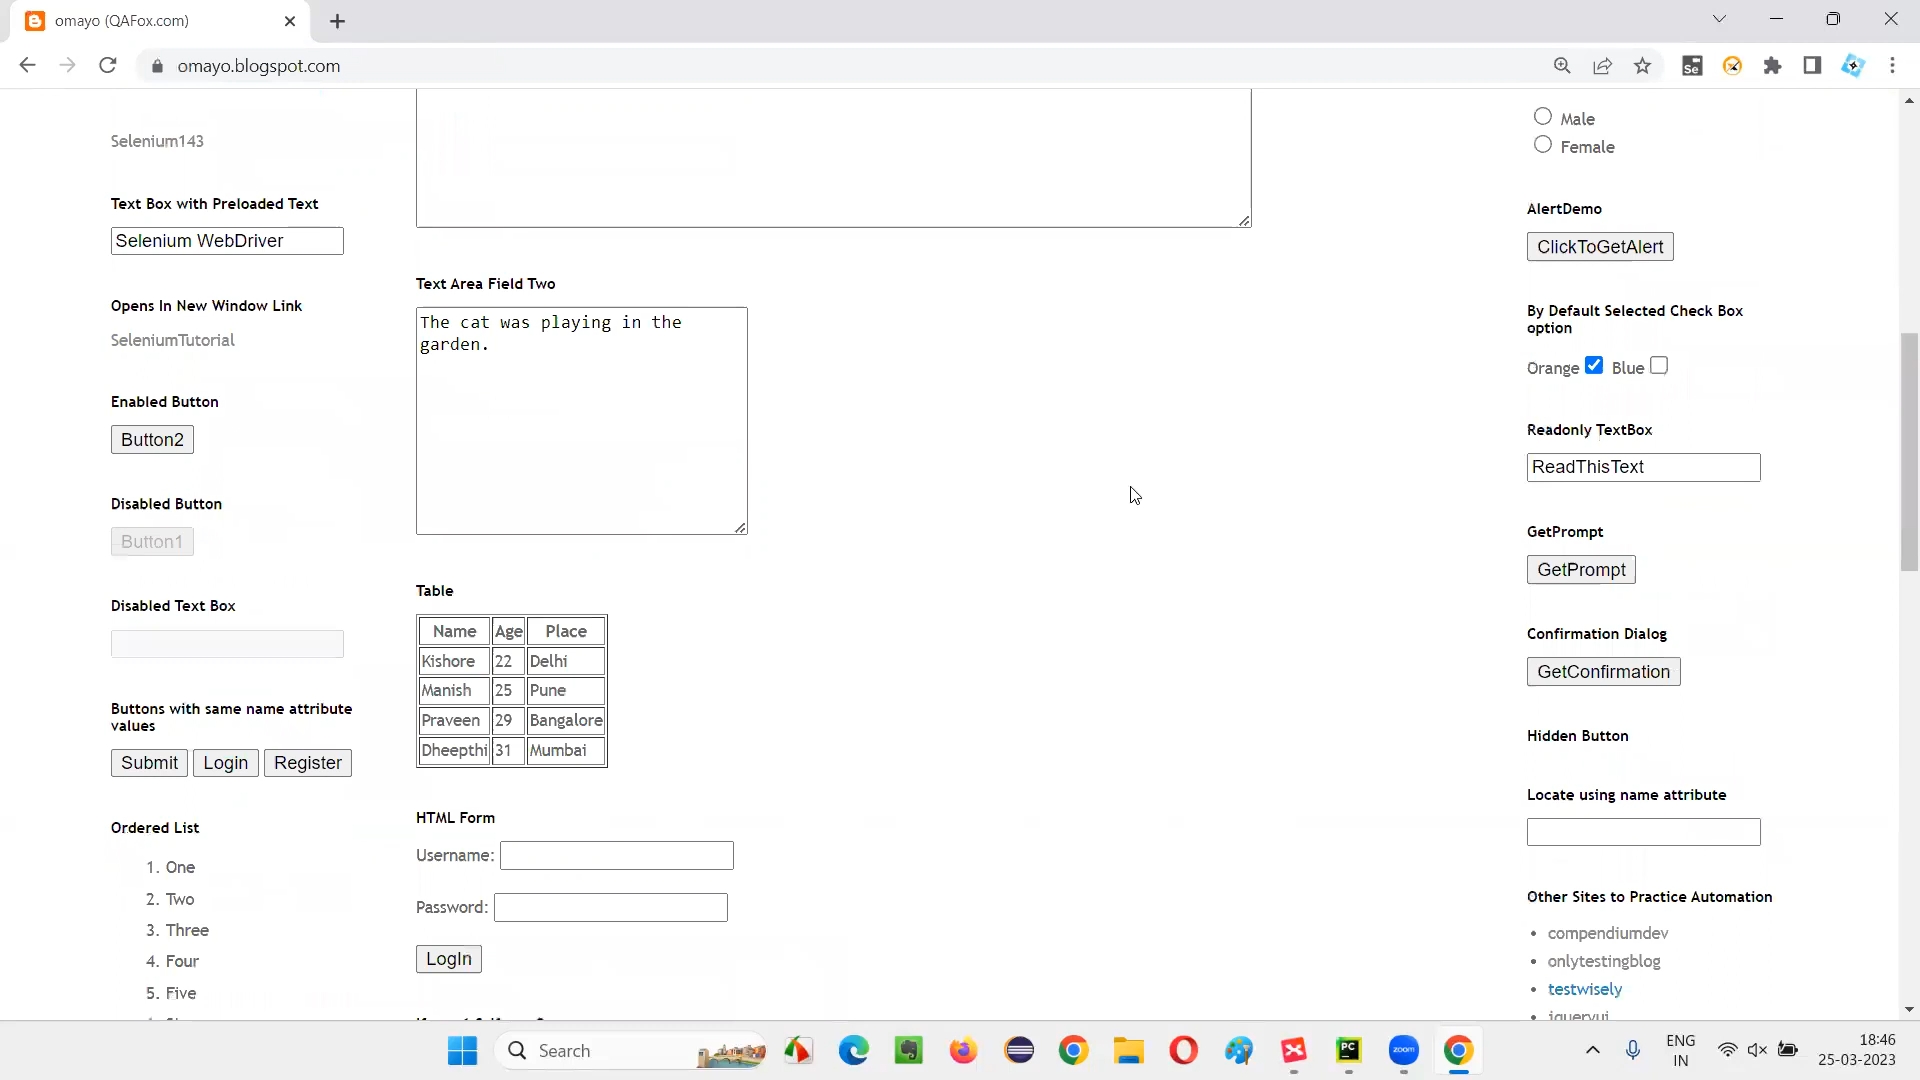 omayo (QAFox.com)
omayo.blogspot.com
Selenium143
Text Box with Preloaded Text
Selenium WebDriver
Opens In New Window Link
SeleniumTutorial
Enabled Button
Button2
Disabled Button
Button1
Disabled Text Box
Buttons with same name attribute
values
Submit Login Register
Ordered List
1. One
2. Two
3. Three
4. Four
5. Five
Text Area Field Two
The cat was playing in the
garden.
Table
Name Age Place
Kishore 22 Delhi
Manish 25 Pune
Praveen 29 Bangalore
Dheepthi 31 Mumbai
HTML Form
Username:
Password:
LogIn
Male
Female
AlertDemo
ClickToGetAlert
By Default Selected Check Box
option
Orange Blue
Readonly TextBox
ReadThisText
GetPrompt
GetPrompt
Confirmation Dialog
GetConfirmation
Hidden Button
Locate using name attribute
Other Sites to Practice Automation
• compendiumdev
• onlytestingblog
• testwisely
• jqueryui
Se
Search
PC
zoom
ENG
IN
18:46
25-03-2023